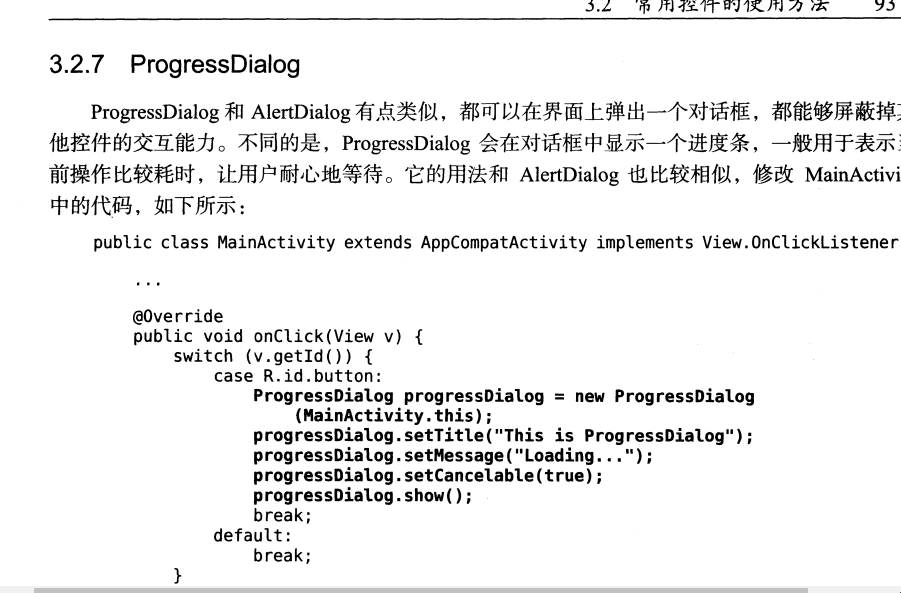 3.2 常用控件的使用方法 93
3.2.7 ProgressDialog
ProgressDialog 和 AlertDialog 有点类似，都可以在界面上弹出一个对话框，都能够屏蔽掉
他控件的交互能力。不同的是，ProgressDialog 会在对话框中显示一个进度条，一般用于表示
前操作比较耗时，让用户耐心地等待。它的用法和 AlertDialog 也比较相似，修改 MainActivi
中的代码，如下所示：
public class MainActivity extends AppCompatActivity implements View.OnClickListener
...
@Override
public void onClick(View v) {
switch (v.getId()) {
case R.id.button:
ProgressDialog progressDialog = new ProgressDialog
(MainActivity.this);
progressDialog.setTitle("This is ProgressDialog");
progressDialog.setMessage("Loading...");
progressDialog.setCancelable(true);
progressDialog.show();
break;
default:
break;
}